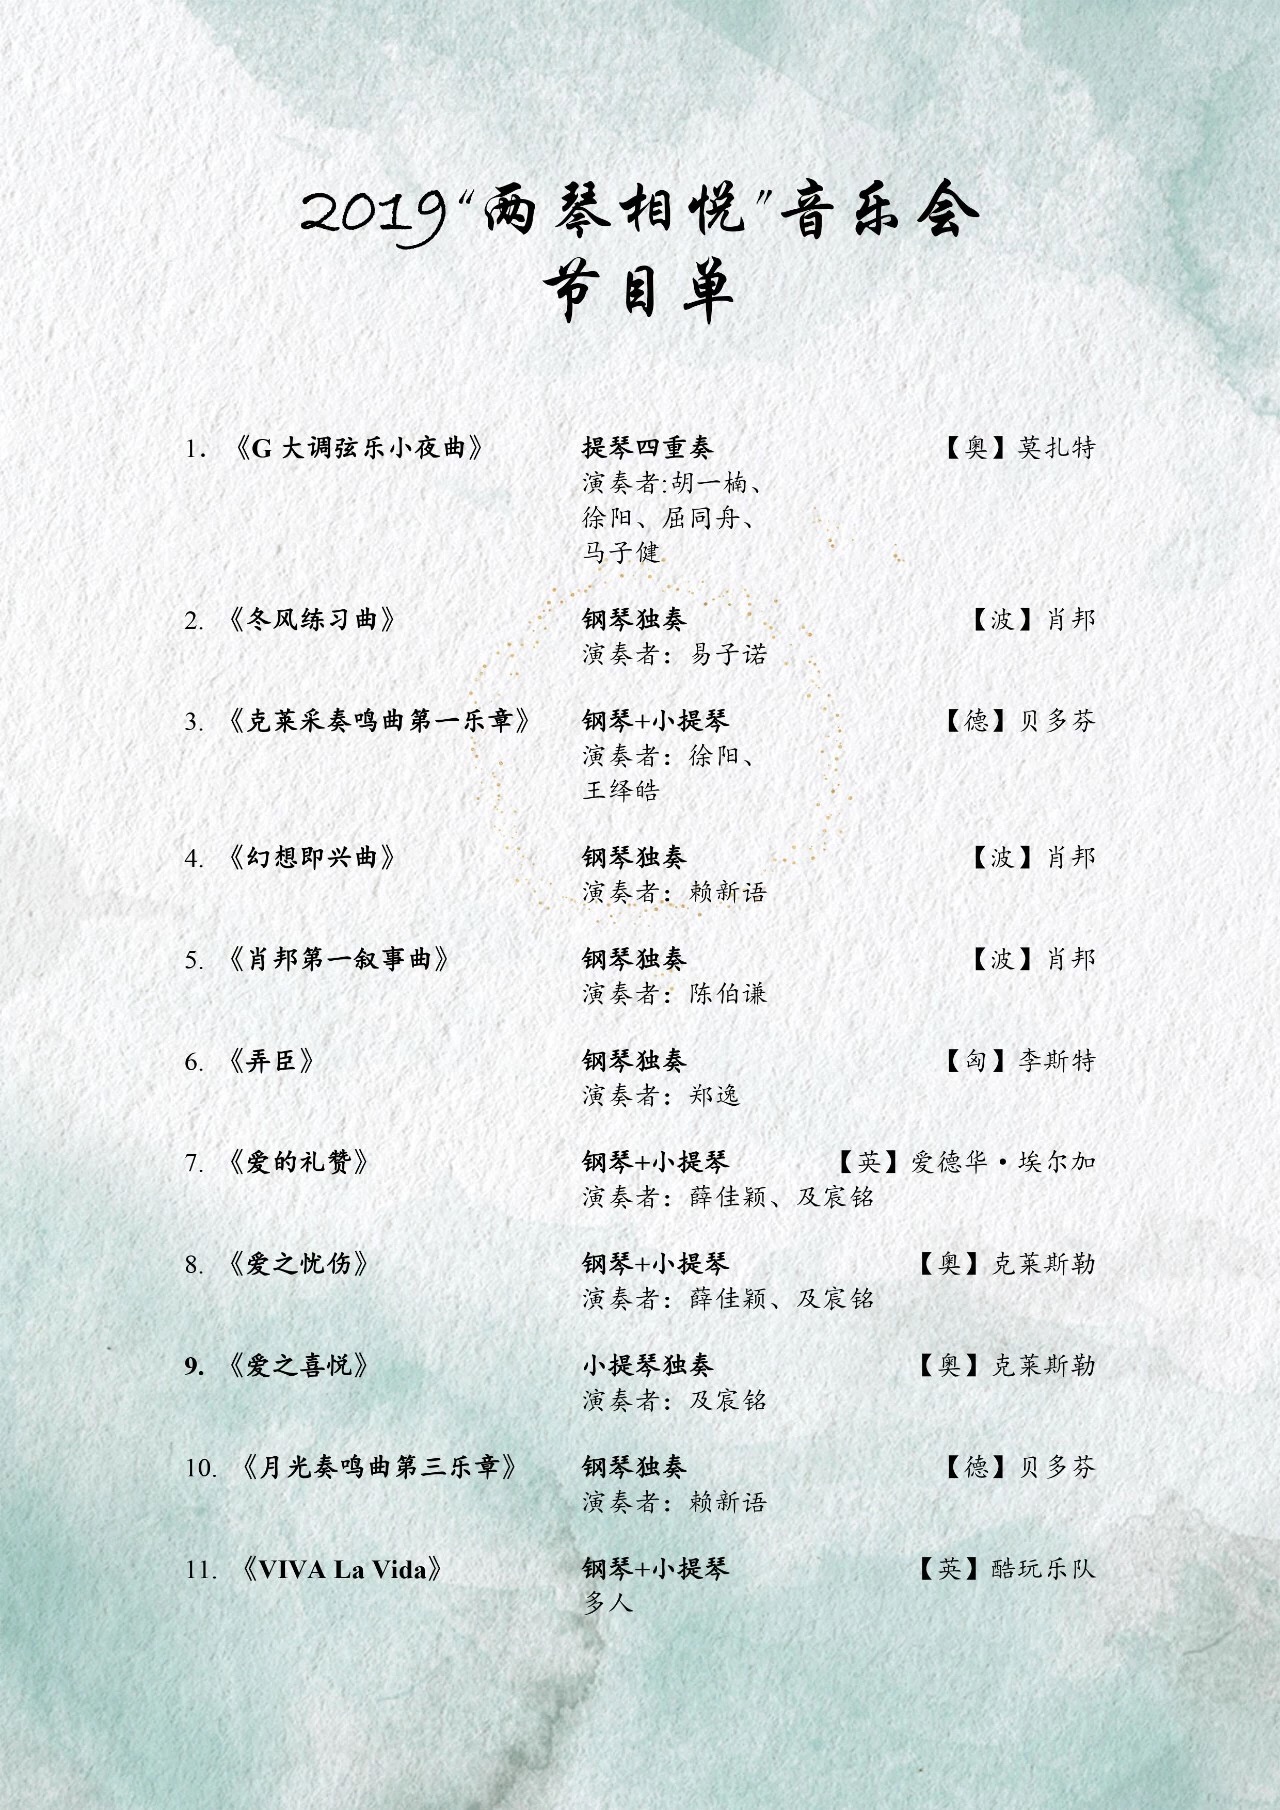 2019“两琴相悦”音乐会
节目单
1. 《G 大调弦乐小夜曲》 提琴四重奏 【奥】莫扎特
演奏者:胡一楠、
徐阳、屈同舟、
马子健
2. 《冬风练习曲》 钢琴独奏 【波】肖邦
演奏者：易子诺
3. 《克莱采奏鸣曲第一乐章》 钢琴+小提琴 【德】贝多芬
演奏者：徐阳、
王绎皓
4. 《幻想即兴曲》 钢琴独奏 【波】肖邦
演奏者：赖新语
5. 《肖邦第一叙事曲》 钢琴独奏 【波】肖邦
演奏者：陈伯谦
6. 《弄臣》 钢琴独奏 【匈】李斯特
演奏者：郑逸
7. 《爱的礼赞》 钢琴+小提琴 【英】爱德华·埃尔加
演奏者：薛佳颖、及宸铭
8. 《爱之忧伤》 钢琴+小提琴 【奥】克莱斯勒
演奏者：薛佳颖、及宸铭
9. 《爱之喜悦》 小提琴独奏 【奥】克莱斯勒
演奏者：及宸铭
10. 《月光奏鸣曲第三乐章》 钢琴独奏 【德】贝多芬
演奏者：赖新语
11. 《VIVA La Vida》 钢琴+小提琴 【英】酷玩乐队
多人